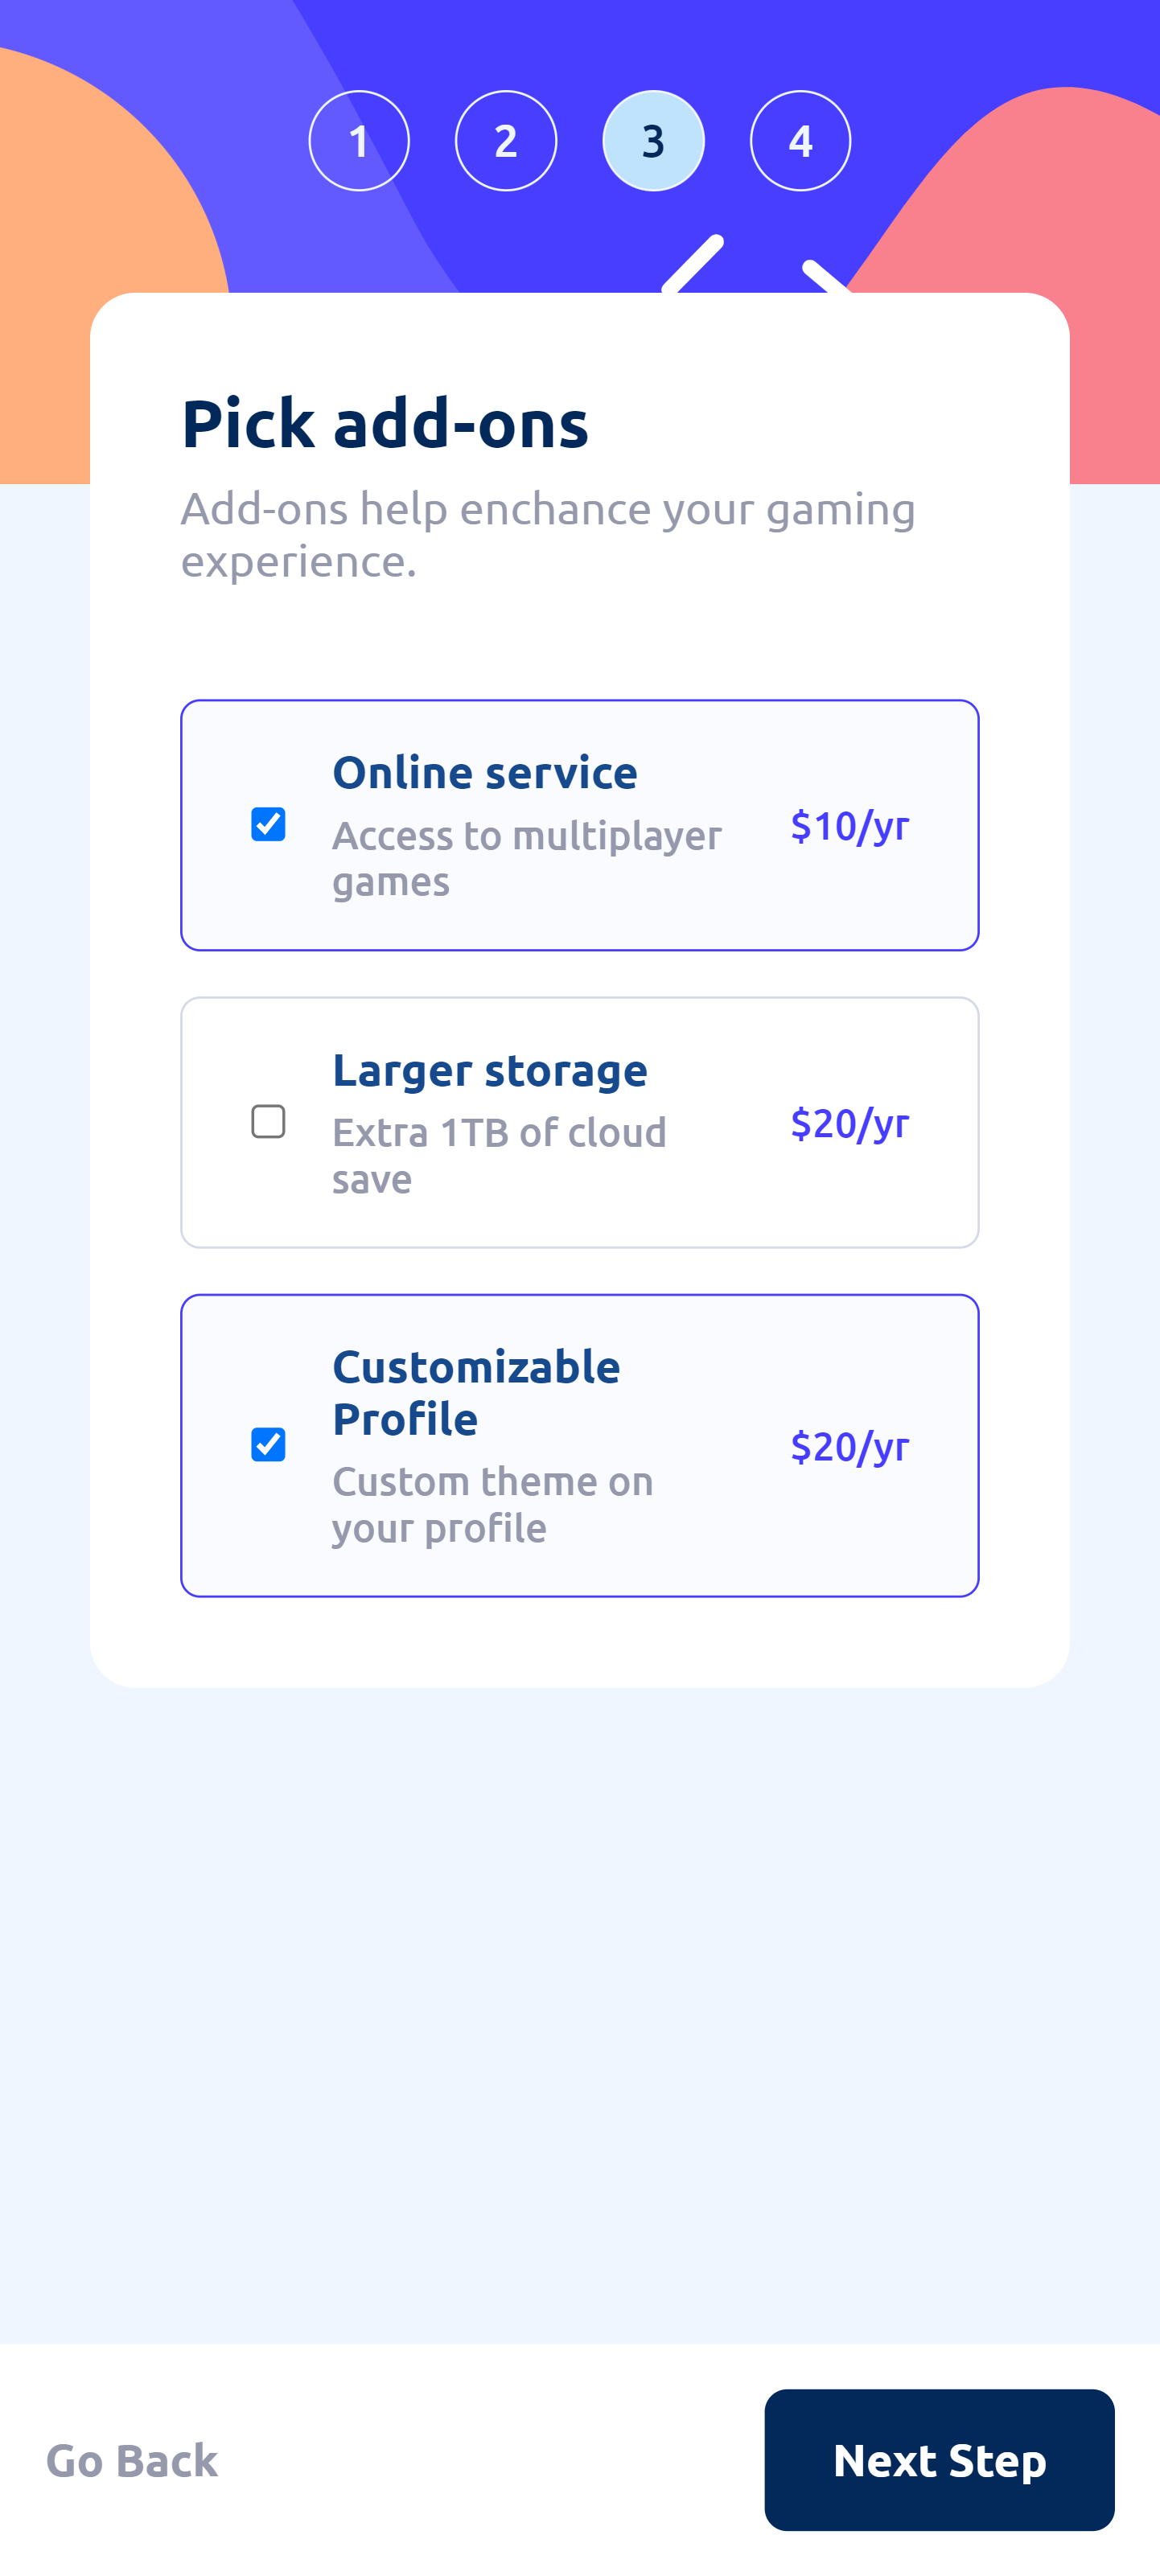 1 2 3 4
Pick add-ons
Add-ons help enchance your gaming
experience.
Online service
Access to multiplayer
games
$10/yr
Larger storage
Extra 1TB of cloud
save
$20/yr
Customizable
Profile
Custom theme on
your profile
$20/yr
Go Back
Next Step